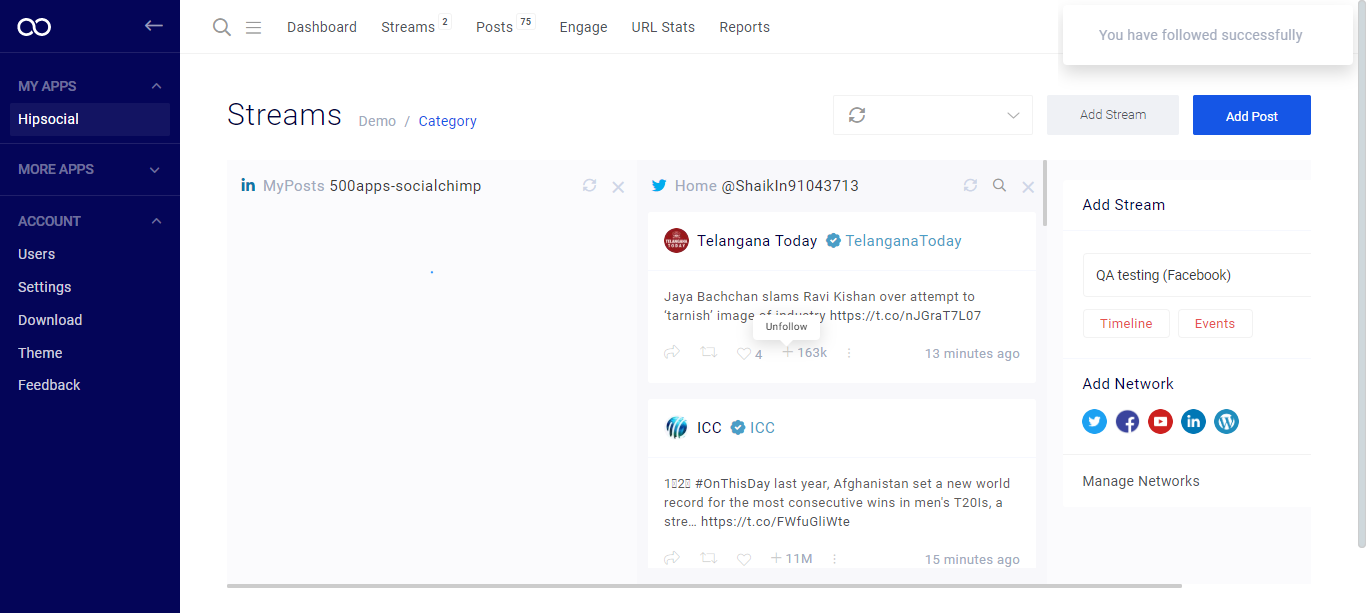 MY APPS
Hipsocial
MORE APPS
ACCOUNT
Users
Settings
Download
Theme
Feedback
Dashboard Streams 2 Posts 75 Engage URL Stats Reports
You have followed successfully
Streams Demo / Category
Add Stream
Add Post
in MyPosts 500apps-socialchimp
Home @ShaikIn91043713
Telangana Today TelanganaToday
Jaya Bachchan slams Ravi Kishan over attempt to
‘tarnish’ image of industry https://t.co/nJGraT7L07
Unfollow
4 + 163k 13 minutes ago
ICC ICC
1 2 #OnThisDay last year, Afghanistan set a new world
record for the most consecutive wins in men's T20Is, a
stre… https://t.co/FWfuGliWte
+ 11M 15 minutes ago
Add Stream
QA testing (Facebook)
Timeline Events
Add Network
Manage Networks